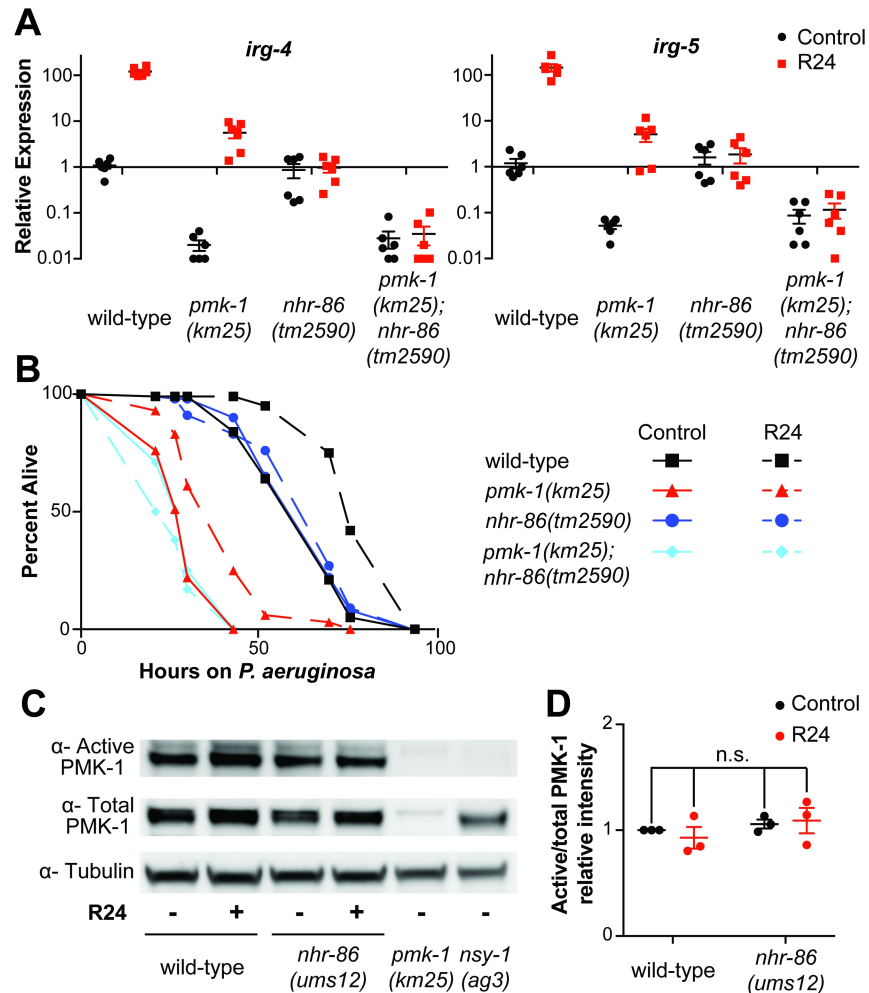 A
irg-4
irg-5
Control
R24
Relative Expression
100
10
1
0.1
0.01
100
10
1
0.1
0.01
wild-type
pmk-1
(km25)
nhr-86
(tm2590)
pmk-1
(km25);
nhr-86
(tm2590)
wild-type
pmk-1
(km25)
nhr-86
(tm2590)
pmk-1
(km25);
nhr-86
(tm2590)
B
Percent Alive
100
50
0
0
50
100
Hours on P. aeruginosa
Control
R24
wild-type
pmk-1(km25)
nhr-86(tm2590)
pmk-1(km25);
nhr-86(tm2590)
C
α- Active
PMK-1
α- Total
PMK-1
α- Tubulin
R24
-
+
-
+
-
-
wild-type
nhr-86
(ums12)
pmk-1
(km25)
nsy-1
(ag3)
D
Control
R24
Active/total PMK-1
relative intensity
2
1
0
n.s.
wild-type
nhr-86
(ums12)